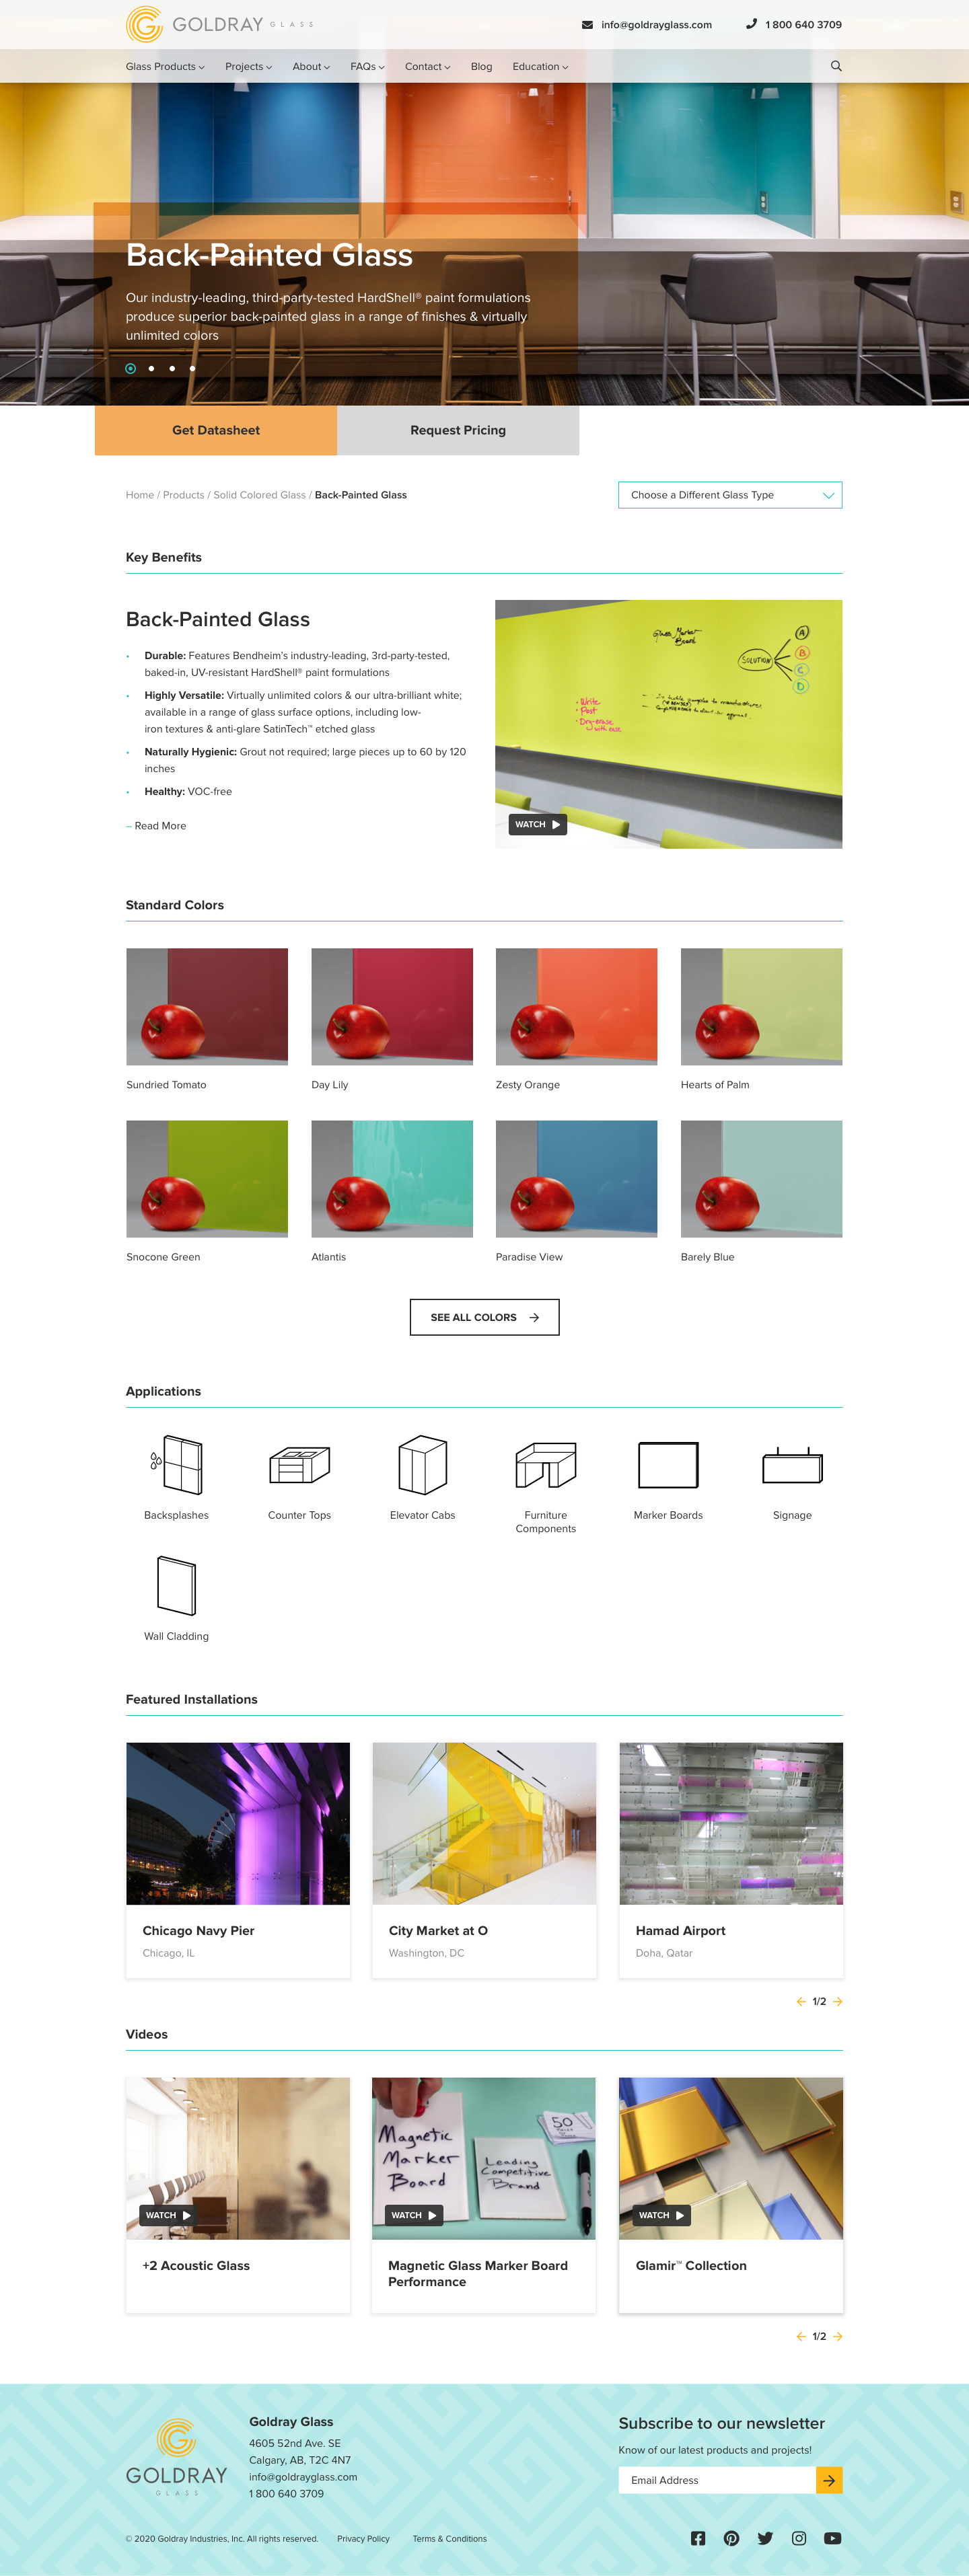 GOLDRAY GLASS
info@goldrayglass.com
1 800 640 3709
Glass Products
Projects
About
FAQs
Contact
Blog
Education
Back-Painted Glass
Our industry-leading, third-party-tested HardShell® paint formulations
produce superior back-painted glass in a range of finishes & virtually
unlimited colors
Get Datasheet
Request Pricing
Home / Products / Solid Colored Glass / Back-Painted Glass
Choose a Different Glass Type
Key Benefits
Back-Painted Glass
• Durable: Features Bendheim's industry-leading, 3rd-party-tested,
baked-in, UV-resistant HardShell® paint formulations
• Highly Versatile: Virtually unlimited colors & our ultra-brilliant white;
available in a range of glass surface options, including low-
iron textures & anti-glare SatinTech™ etched glass
• Naturally Hygienic: Grout not required; large pieces up to 60 by 120
inches
• Healthy: VOC-free
– Read More
Glass Marker
Board
SOLUTION
A
B
C
D
• Write
• Post
• Dry-erase
with ease
WATCH
Standard Colors
Sundried Tomato
Day Lily
Zesty Orange
Hearts of Palm
Snocone Green
Atlantis
Paradise View
Barely Blue
SEE ALL COLORS
Applications
Backsplashes
Counter Tops
Elevator Cabs
Furniture
Components
Marker Boards
Signage
Wall Cladding
Featured Installations
Chicago Navy Pier
Chicago, IL
City Market at O
Washington, DC
Hamad Airport
Doha, Qatar
1/2
Videos
WATCH
+2 Acoustic Glass
Magnetic
Marker
Board
50
Leading
Competitive
Brand
WATCH
Magnetic Glass Marker Board
Performance
WATCH
Glamir™ Collection
1/2
GOLDRAY
GLASS
Goldray Glass
4605 52nd Ave. SE
Calgary, AB, T2C 4N7
info@goldrayglass.com
1 800 640 3709
Subscribe to our newsletter
Know of our latest products and projects!
Email Address
© 2020 Goldray Industries, Inc. All rights reserved.
Privacy Policy
Terms & Conditions